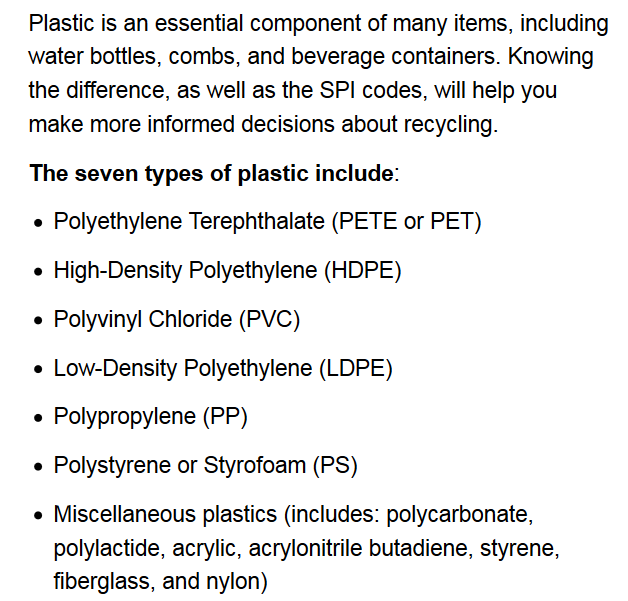 Plastic is an essential component of many items, including
water bottles, combs, and beverage containers. Knowing
the difference, as well as the SPI codes, will help you
make more informed decisions about recycling.
The seven types of plastic include:
• Polyethylene Terephthalate (PETE or PET)
• High-Density Polyethylene (HDPE)
• Polyvinyl Chloride (PVC)
• Low-Density Polyethylene (LDPE)
• Polypropylene (PP)
• Polystyrene or Styrofoam (PS)
• Miscellaneous plastics (includes: polycarbonate,
polylactide, acrylic, acrylonitrile butadiene, styrene,
fiberglass, and nylon)